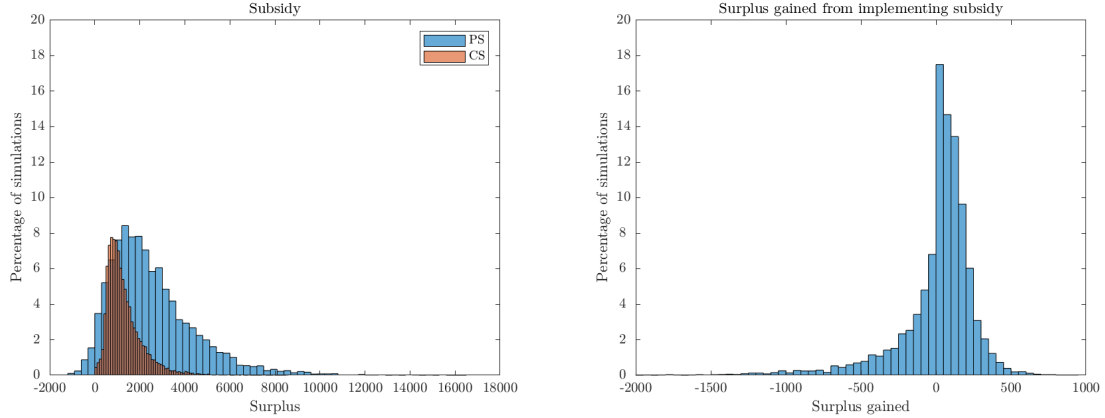 Subsidy
20
18
16
14
12
10
8
6
4
2
0
Percentage of simulations
PS
CS
-2000 0 2000 4000 6000 8000 10000 12000 14000 16000 18000
Surplus
Surplus gained from implementing subsidy
20
18
16
14
12
10
8
6
4
2
0
Percentage of simulations
-2000 -1500 -1000 -500 0 500 1000
Surplus gained